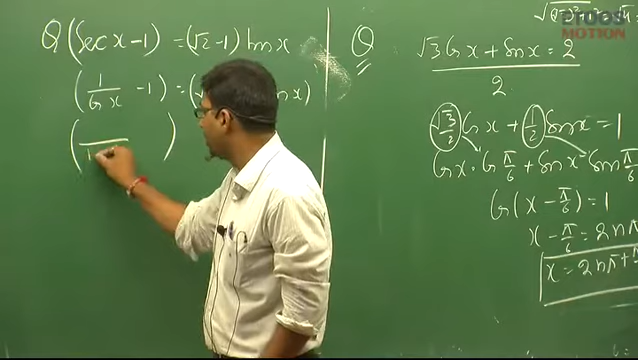 Q (Sec x - 1) = (√2 - 1) tan x
(1/Cos x - 1) = (
n x)
(
)
Q
√3 Cos x + Sin x = 2
2
√3/2 Cos x + 1/2 Sin x = 1
Cos x · Cos π/6 + Sin x · Sin π/6
Cos (x - π/6) = 1
x - π/6 = 2nπ
x = 2nπ + π
ETOOS
MOTION